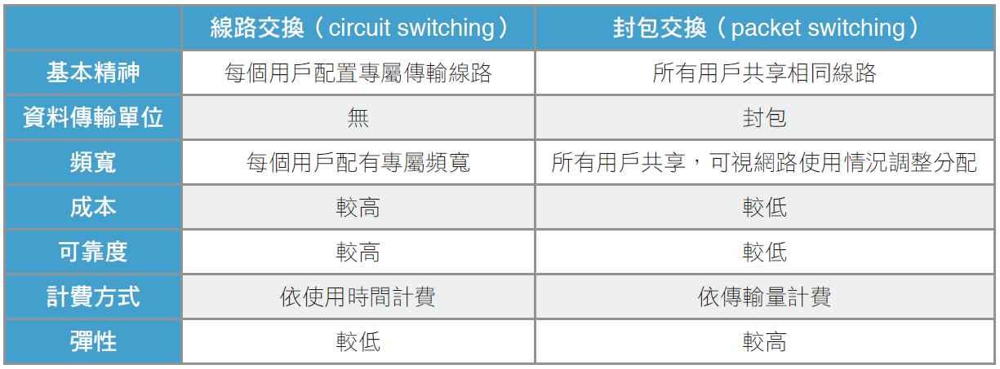 線路交換（circuit switching） 封包交換（packet switching）
基本精神 每個用戶配置專屬傳輸線路 所有用戶共享相同線路
資料傳輸單位 無 封包
頻寬 每個用戶配有專屬頻寬 所有用戶共享，可視網路使用情況調整分配
成本 較高 較低
可靠度 較高 較低
計費方式 依使用時間計費 依傳輸量計費
彈性 較低 較高